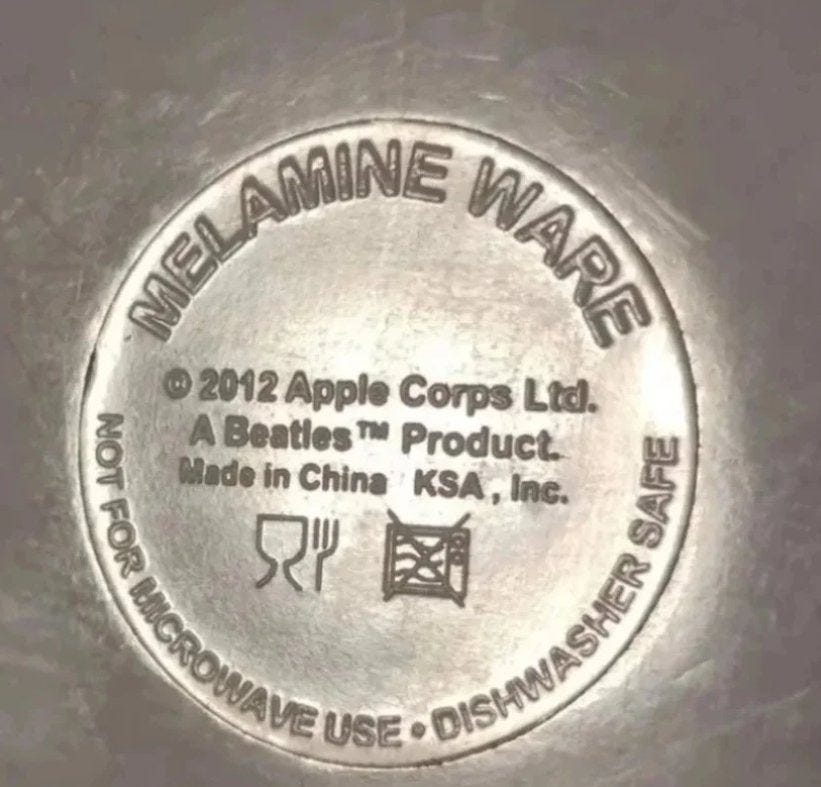 MELAMINE WARE
© 2012 Apple Corps Ltd.
A Beatles™ Product.
Made in China KSA, Inc.
NOT FOR MICROWAVE USE • DISHWASHER SAFE